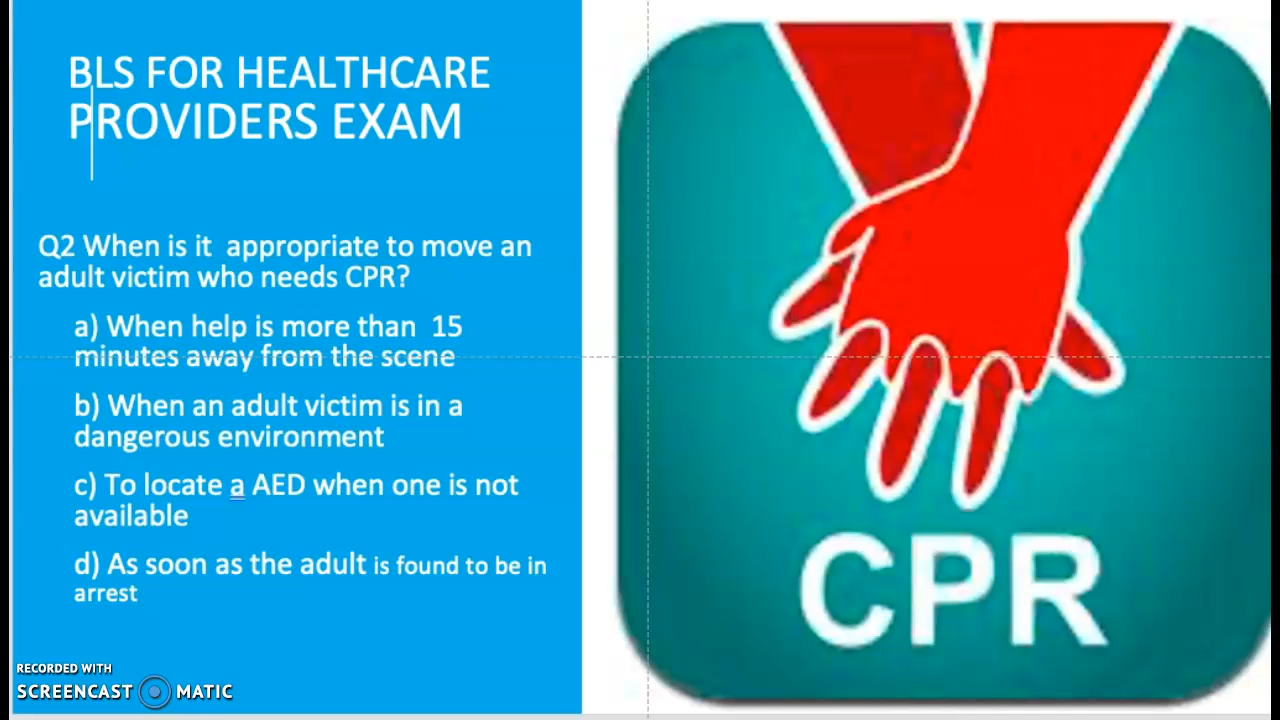 BLS FOR HEALTHCARE
PROVIDERS EXAM
Q2 When is it  appropriate to move an
adult victim who needs CPR?
a) When help is more than  15
minutes away from the scene
b) When an adult victim is in a
dangerous environment
c) To locate a AED when one is not
available
d) As soon as the adult is found to be in
arrest
CPR
RECORDED WITH
SCREENCAST MATIC